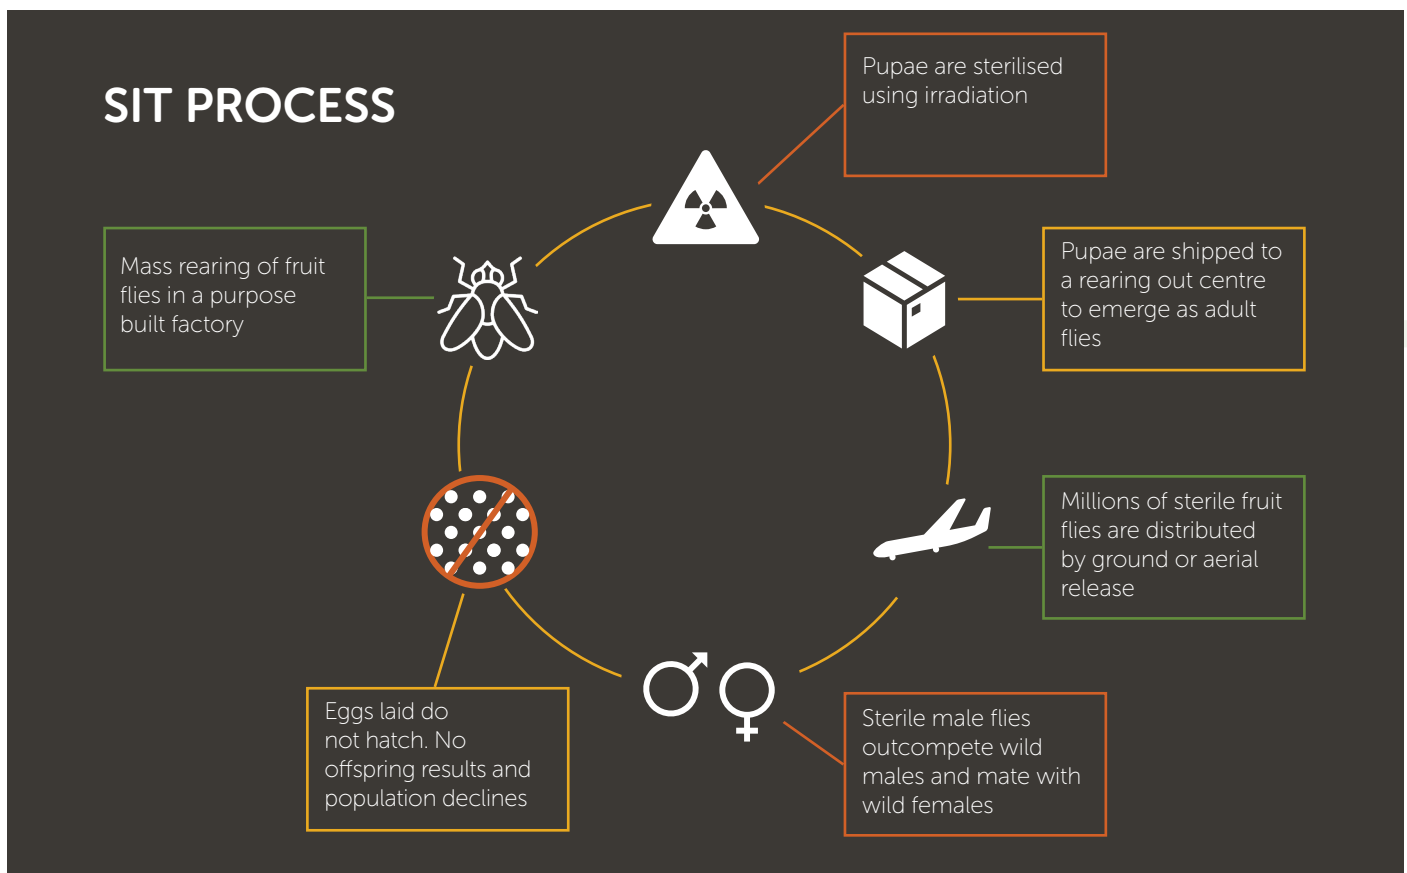 SIT PROCESS
Pupae are sterilised
using irradiation
Mass rearing of fruit
flies in a purpose
built factory
Pupae are shipped to
a rearing out centre
to emerge as adult
flies
Millions of sterile fruit
flies are distributed
by ground or aerial
release
Eggs laid do
not hatch. No
offspring results and
population declines
Sterile male flies
outcompete wild
males and mate with
wild females